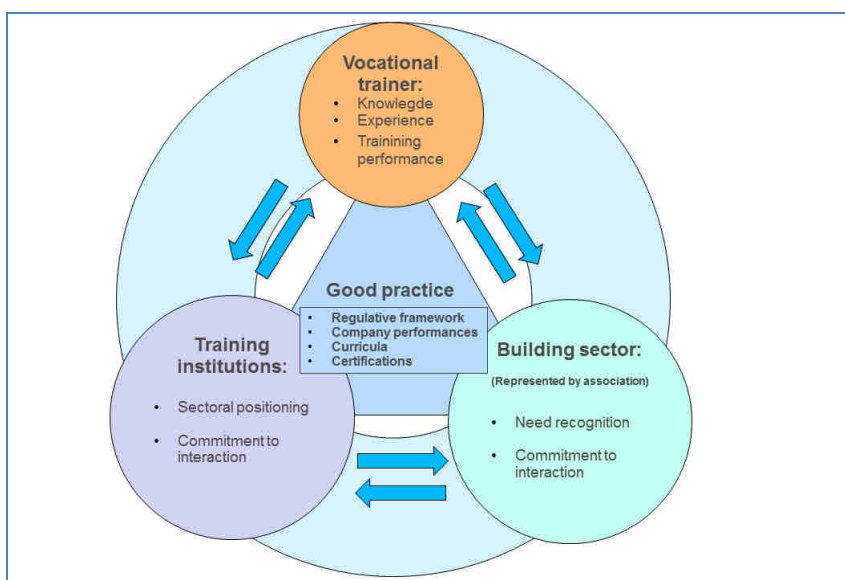 Vocational
trainer:
• Knowlegde
• Experience
• Trainining
performance
Good practice
• Regulative framework
• Company performances
• Curricula
• Certifications
Training
institutions:
• Sectoral positioning
• Commitment to
interaction
Building sector:
(Represented by association)
• Need recognition
• Commitment to
interaction